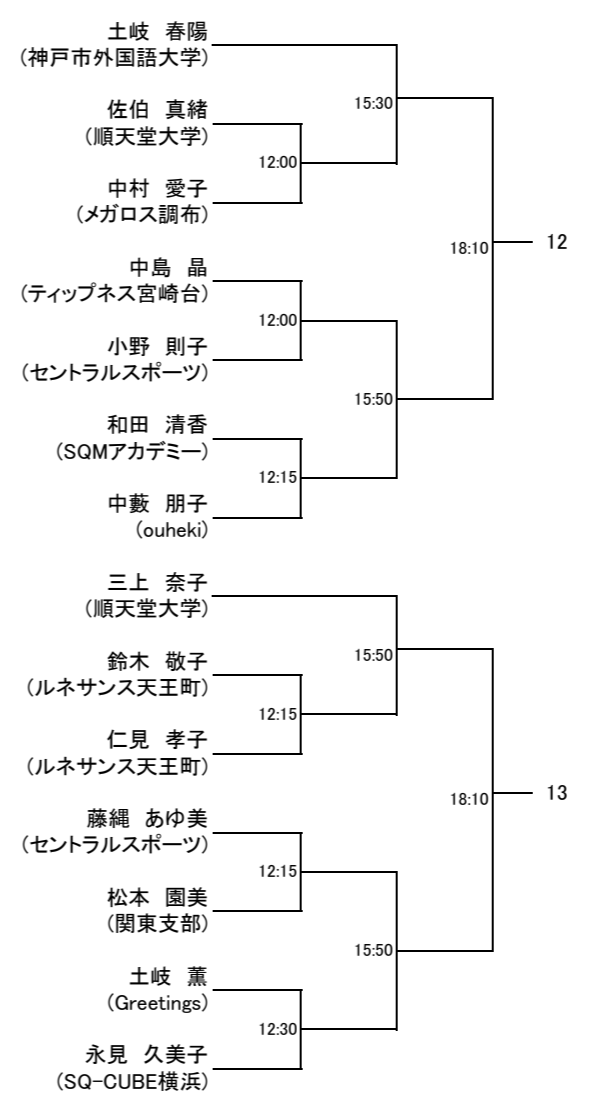 土岐　春陽
(神戸市外国語大学)
15:30
佐伯　真緒
(順天堂大学)
12:00
中村　愛子
(メガロス調布)
18:10
12
中島　晶
(ティップネス宮崎台)
12:00
小野　則子
(セントラルスポーツ)
15:50
和田　清香
(SQMアカデミー)
12:15
中藪　朋子
(ouheki)
三上　奈子
(順天堂大学)
15:50
鈴木　敬子
(ルネサンス天王町)
12:15
仁見　孝子
(ルネサンス天王町)
18:10
13
藤縄　あゆ美
(セントラルスポーツ)
12:15
松本　園美
(関東支部)
15:50
土岐　薫
(Greetings)
12:30
永見　久美子
(SQ-CUBE横浜)